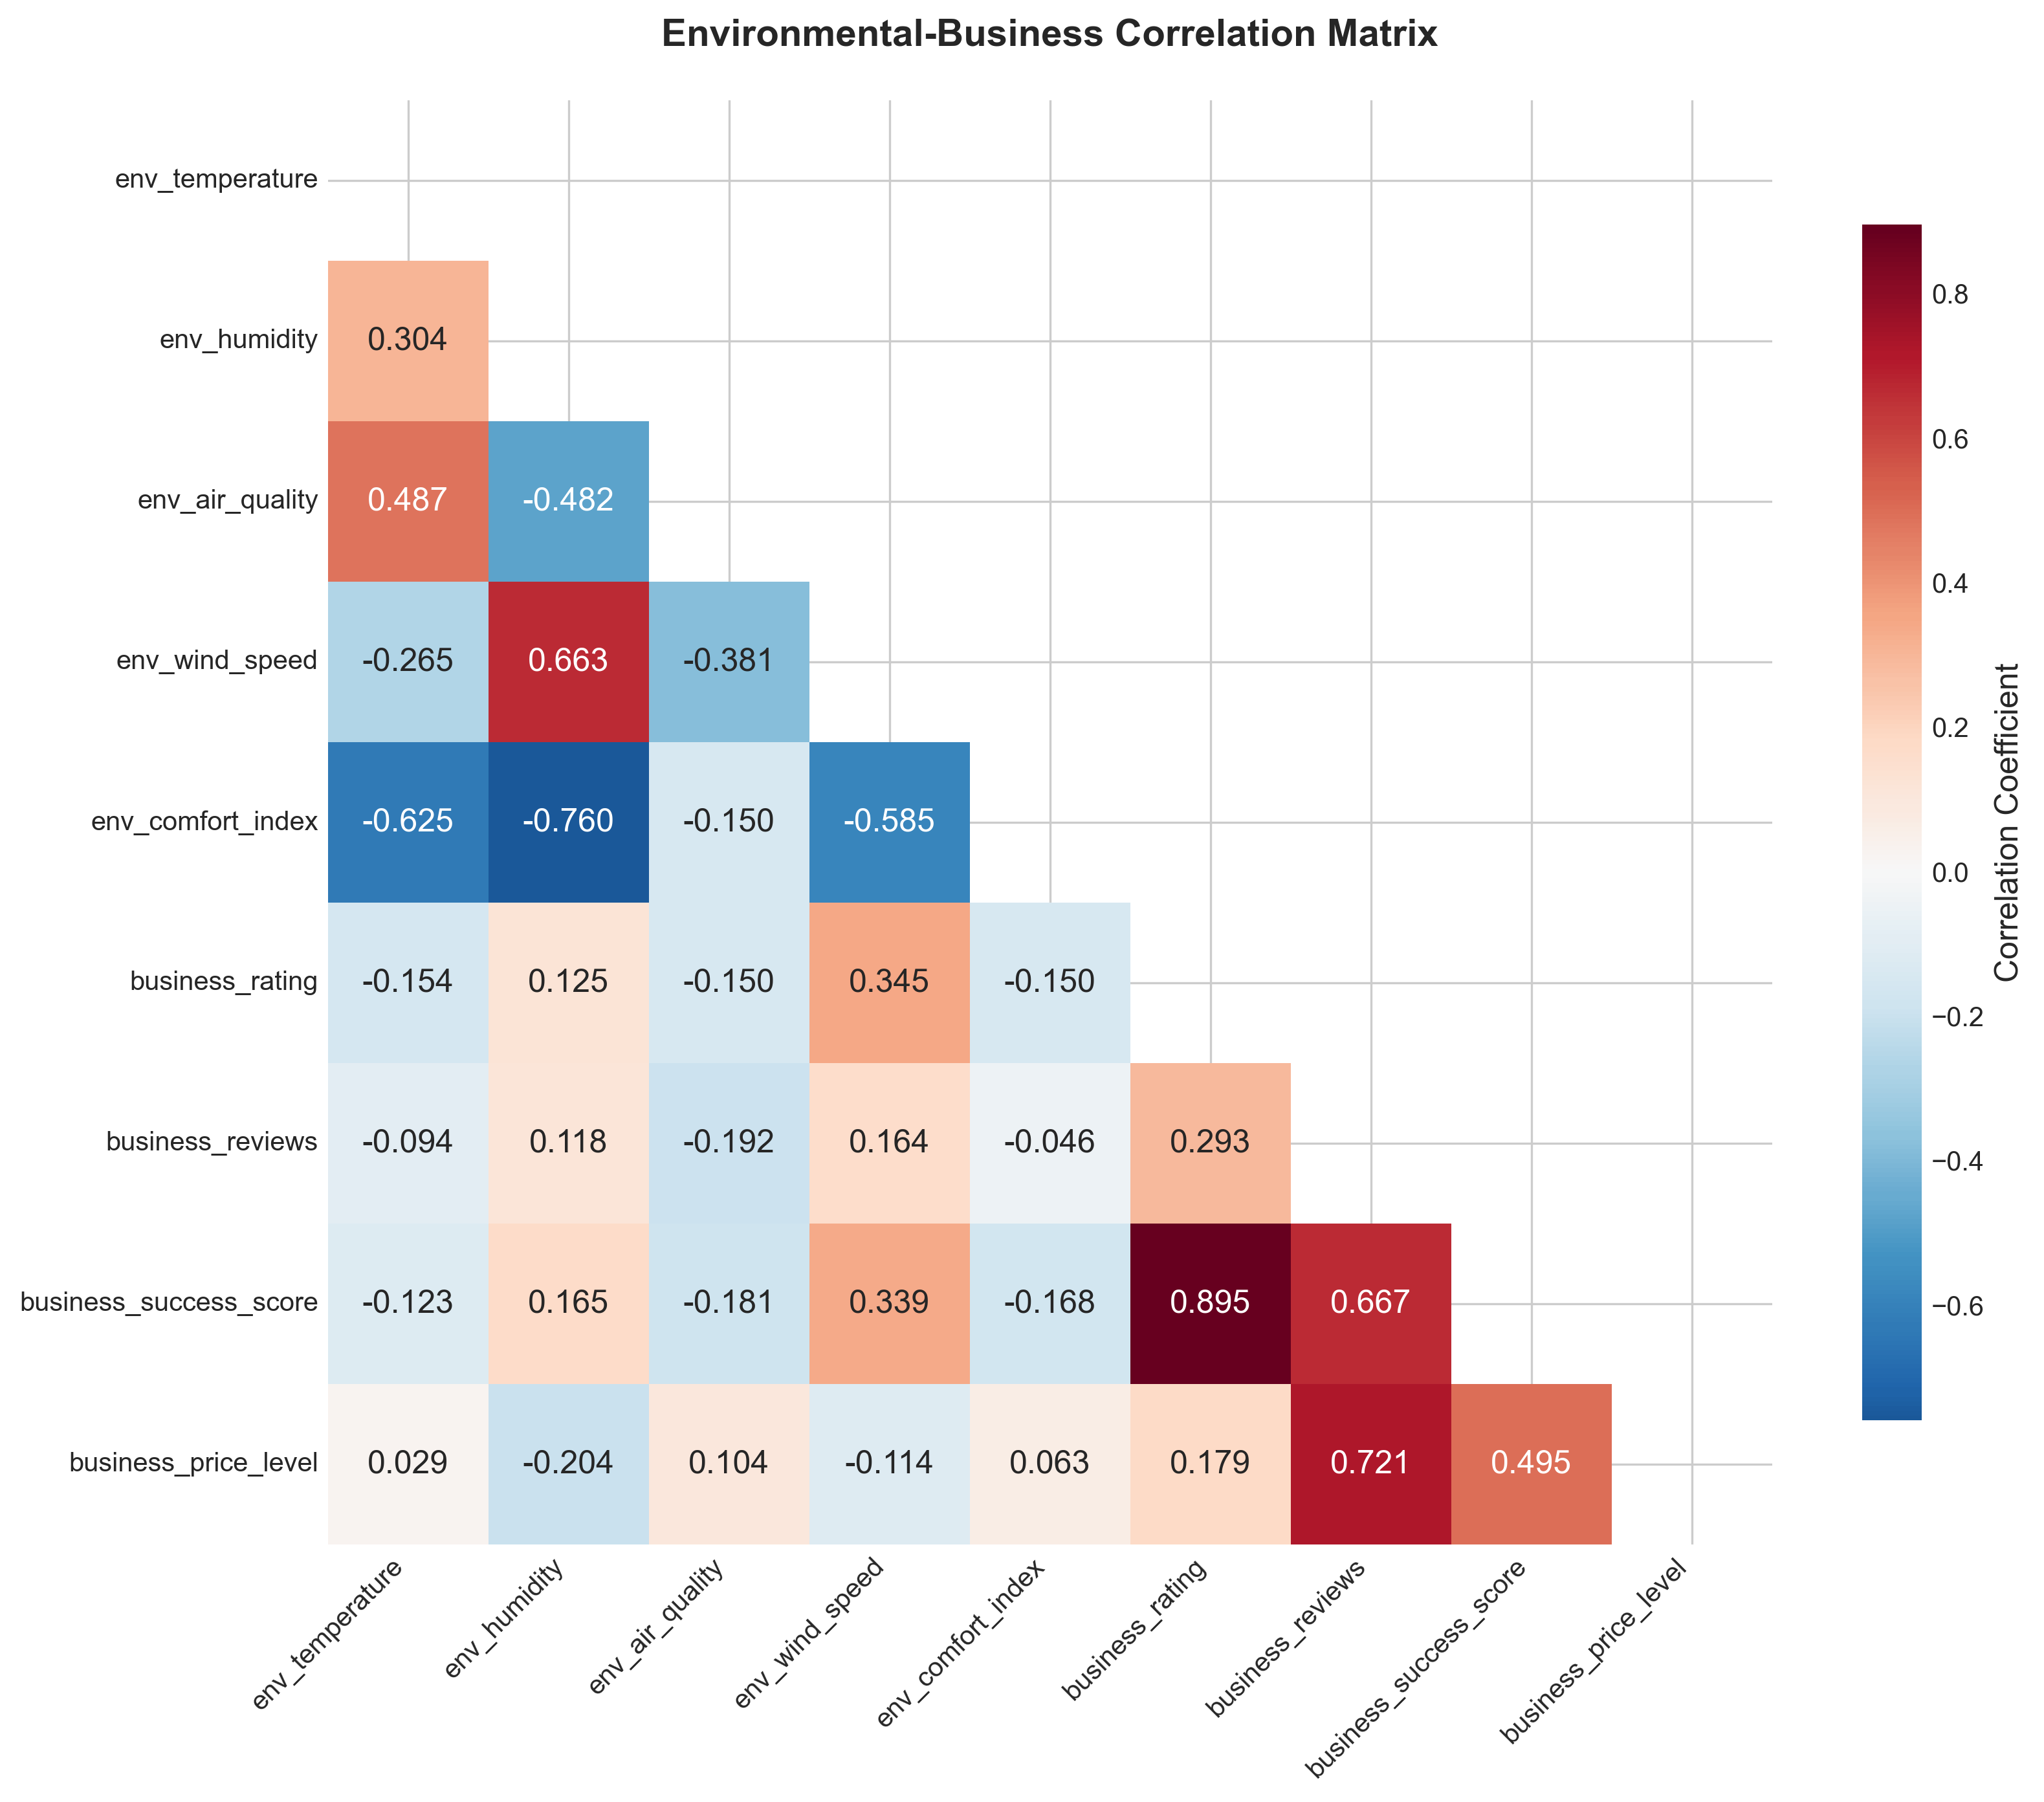 Environmental-Business Correlation Matrix
env_temperature
env_humidity 0.304
env_air_quality 0.487 -0.482
env_wind_speed -0.265 0.663 -0.381
env_comfort_index -0.625 -0.760 -0.150 -0.585
business_rating -0.154 0.125 -0.150 0.345 -0.150
business_reviews -0.094 0.118 -0.192 0.164 -0.046 0.293
business_success_score -0.123 0.165 -0.181 0.339 -0.168 0.895 0.667
business_price_level 0.029 -0.204 0.104 -0.114 0.063 0.179 0.721 0.495
env_temperature
env_humidity
env_air_quality
env_wind_speed
env_comfort_index
business_rating
business_reviews
business_success_score
business_price_level
0.8
0.6
0.4
0.2
0.0
−0.2
−0.4
−0.6
Correlation Coefficient